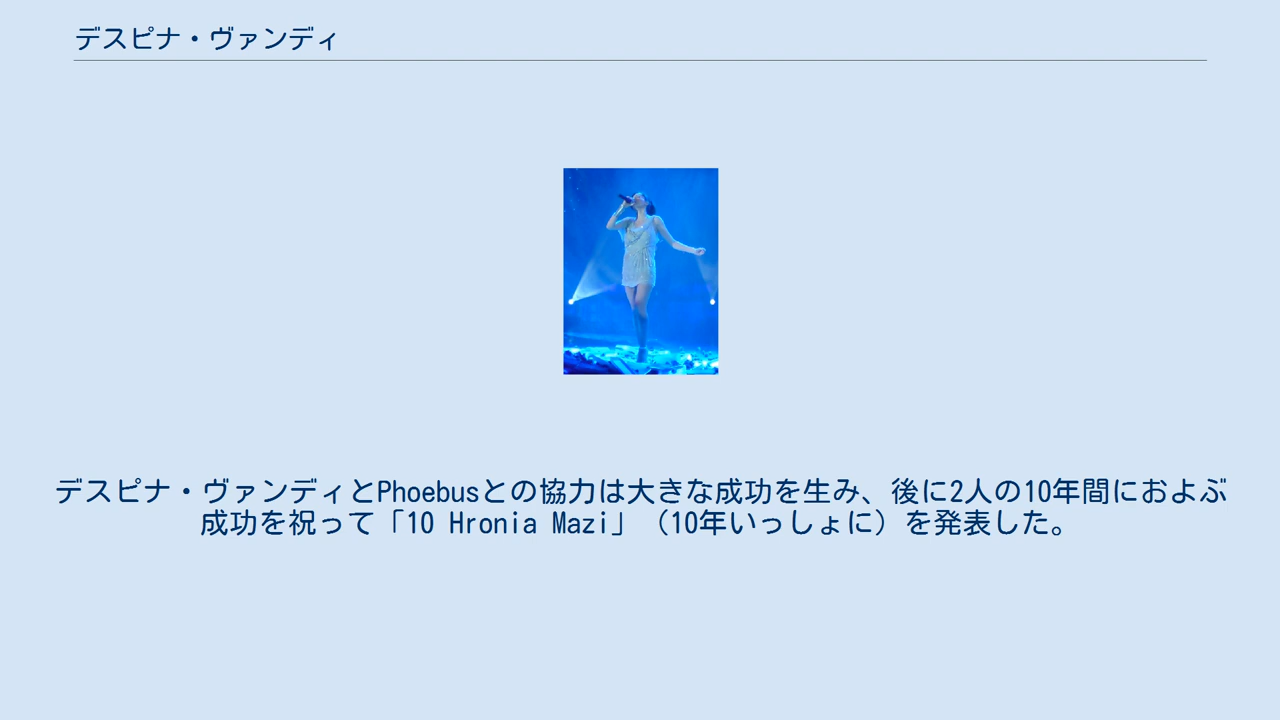 デスピナ・ヴァンディ
デスピナ・ヴァンディとPhoebusとの協力は大きな成功を生み、後に2人の10年間におよぶ
成功を祝って「10 Hronia Mazi」（10年いっしょに）を発表した。